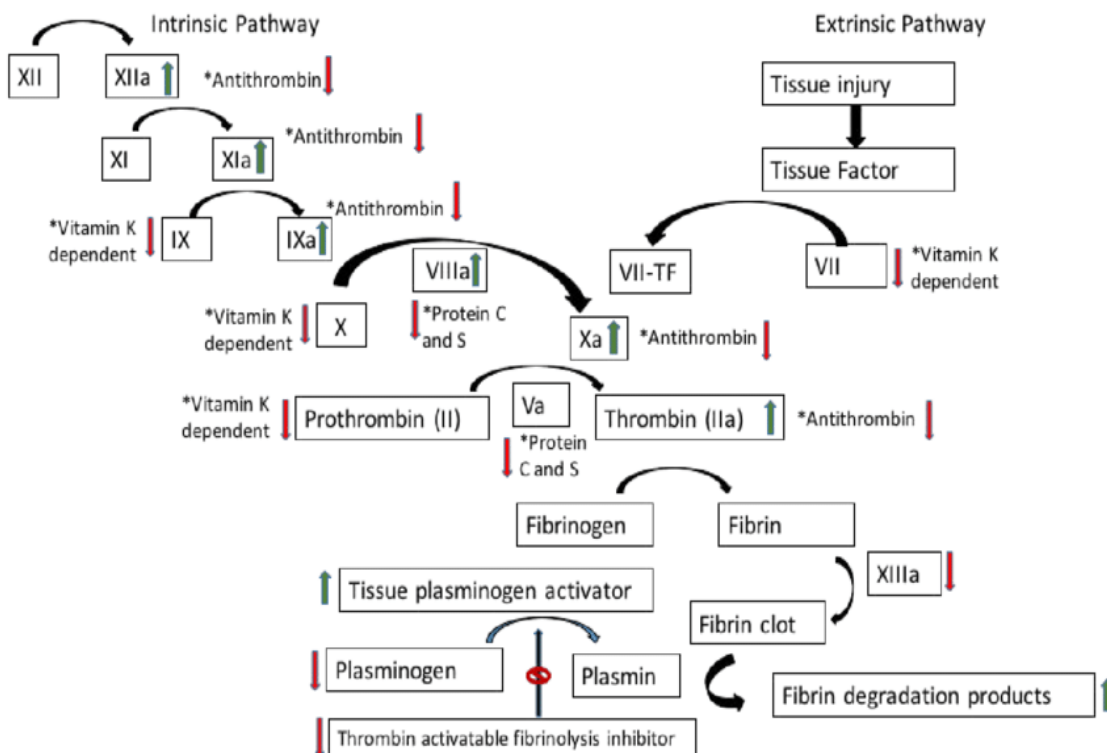 Intrinsic Pathway
Extrinsic Pathway
XII
XIIa
*Antithrombin
Tissue injury
XI
XIa
*Antithrombin
Tissue Factor
*Vitamin K
dependent
IX
IXa
*Antithrombin
VIIIa
VII-TF
VII
*Vitamin K
dependent
*Vitamin K
dependent
X
*Protein C
and S
Xa
*Antithrombin
*Vitamin K
dependent
Prothrombin (II)
Va
Thrombin (IIa)
*Antithrombin
*Protein
C and S
Fibrinogen
Fibrin
XIIIa
Tissue plasminogen activator
Fibrin clot
Plasminogen
Plasmin
Fibrin degradation products
Thrombin activatable fibrinolysis inhibitor